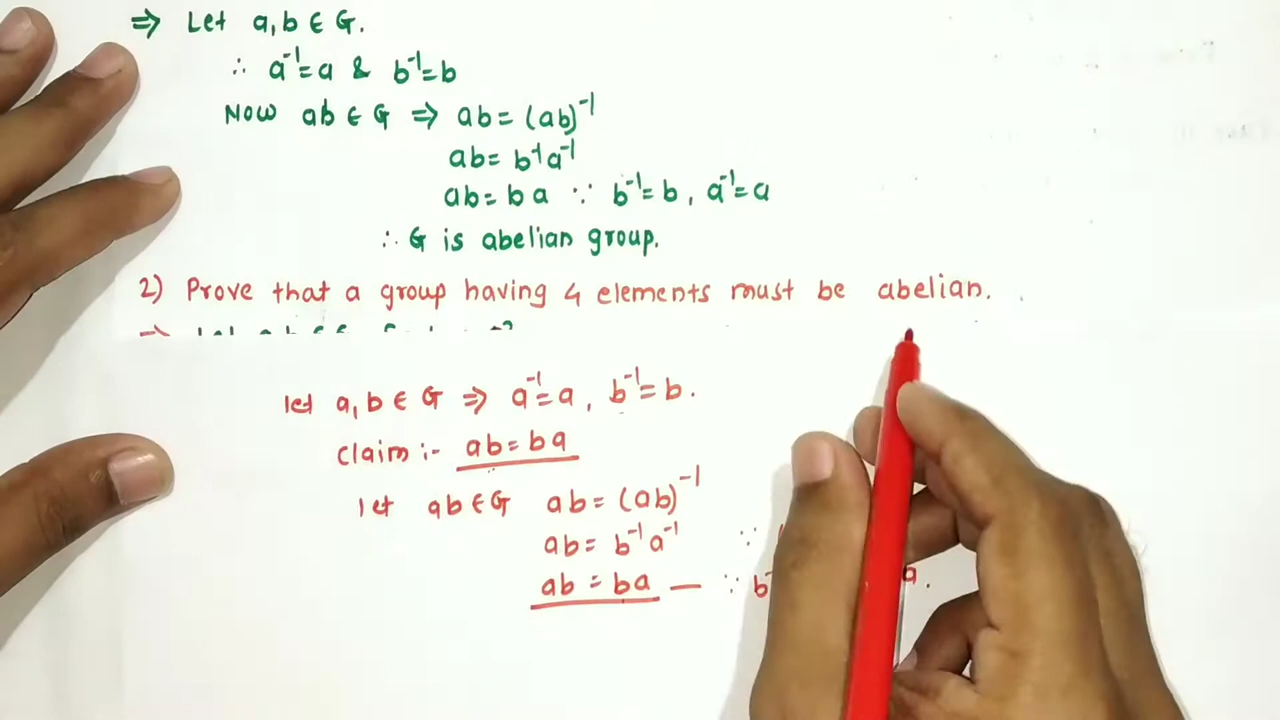 ⇒ Let a, b ∈ G.
∴ a⁻¹= a & b⁻¹= b
Now ab ∈ G ⇒ ab = (ab)⁻¹
ab = b⁻¹a⁻¹
ab = ba ∵ b⁻¹= b, a⁻¹= a
∴ G is abelian group.
2) Prove that a group having 4 elements must be abelian.
let a, b ∈ G ⇒ a⁻¹= a, b⁻¹= b.
claim :- ab = ba
let ab ∈ G ab = (ab)⁻¹
ab = b⁻¹a⁻¹ ∵
ab = ba — ∵ a.